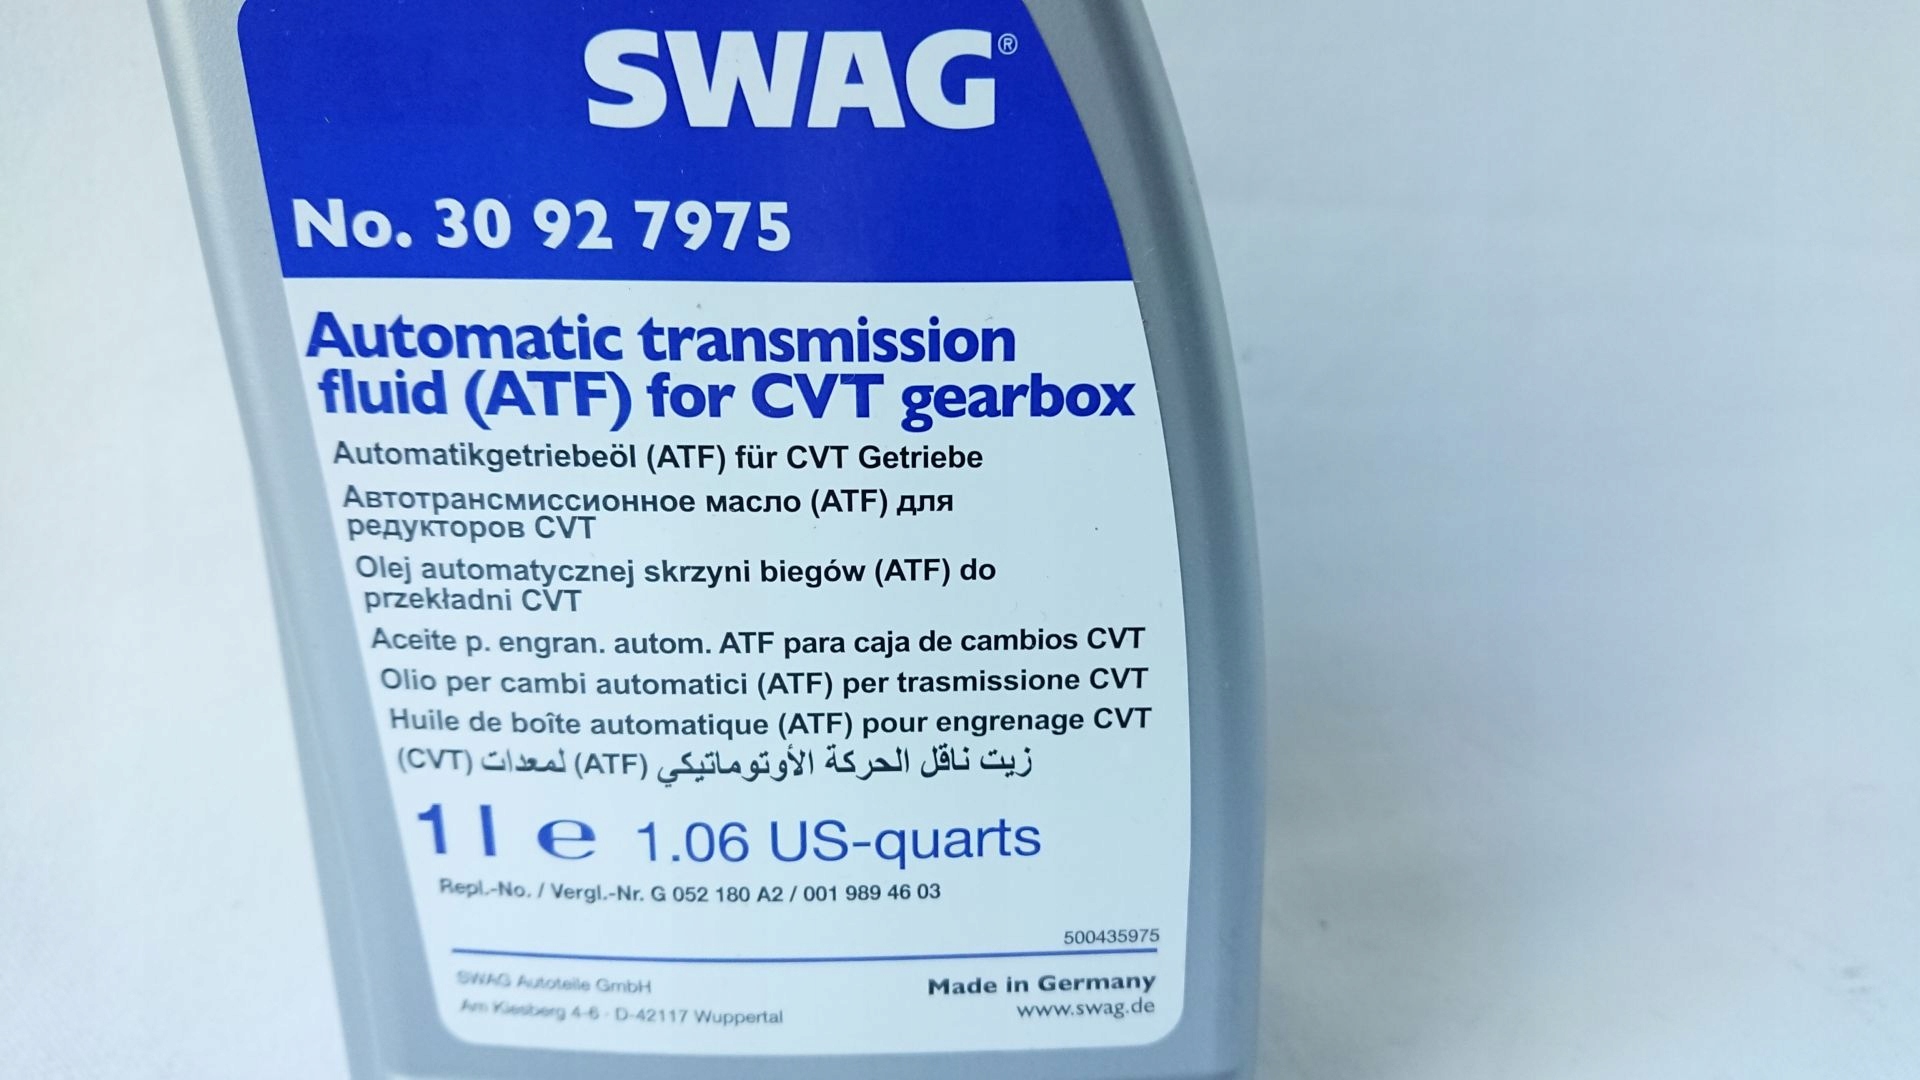 SWAG®
No. 30 92 7975
Automatic transmission
fluid (ATF) for CVT gearbox
Automatikgetriebeöl (ATF) für CVT Getriebe
Автотрансмиссионное масло (ATF) для
редукторов CVT
Olej automatycznej skrzyni biegów (ATF) do
przekładni CVT
Aceite p. engran. autom. ATF para caja de cambios CVT
Olio per cambi automatici (ATF) per trasmissione CVT
Huile de boîte automatique (ATF) pour engrenage CVT
زيت ناقل الحركة الأوتوماتيكي (ATF) لمعدات (CVT)
1 l ℮ 1.06 US-quarts
Repl.-No. / Vergl.-Nr. G 052 180 A2 / 001 989 46 03
500435975
SWAG Autoteile GmbH
Made in Germany
Am Kiesberg 4-6 · D-42117 Wuppertal
www.swag.de